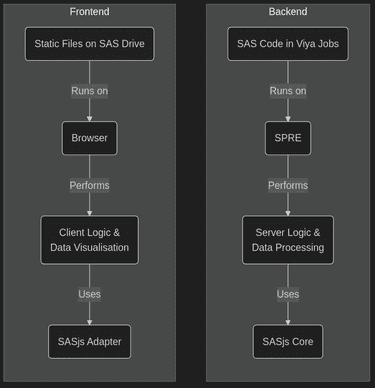 Frontend
Static Files on SAS Drive
Runs on
Browser
Performs
Client Logic &
Data Visualisation
Uses
SASjs Adapter
Backend
SAS Code in Viya Jobs
Runs on
SPRE
Performs
Server Logic &
Data Processing
Uses
SASjs Core